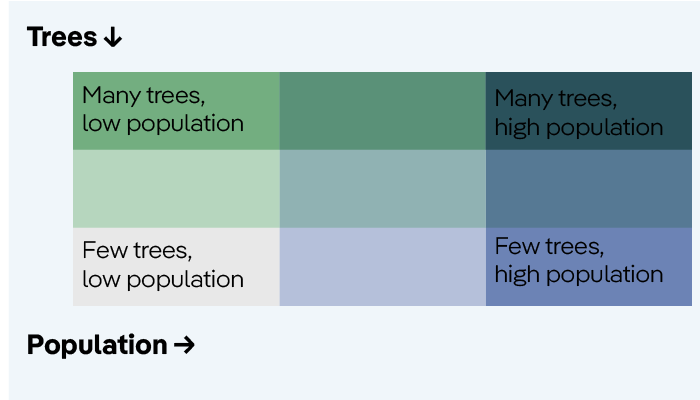 Trees ↓
Many trees,
low population
Many trees,
high population
Few trees,
low population
Few trees,
high population
Population →